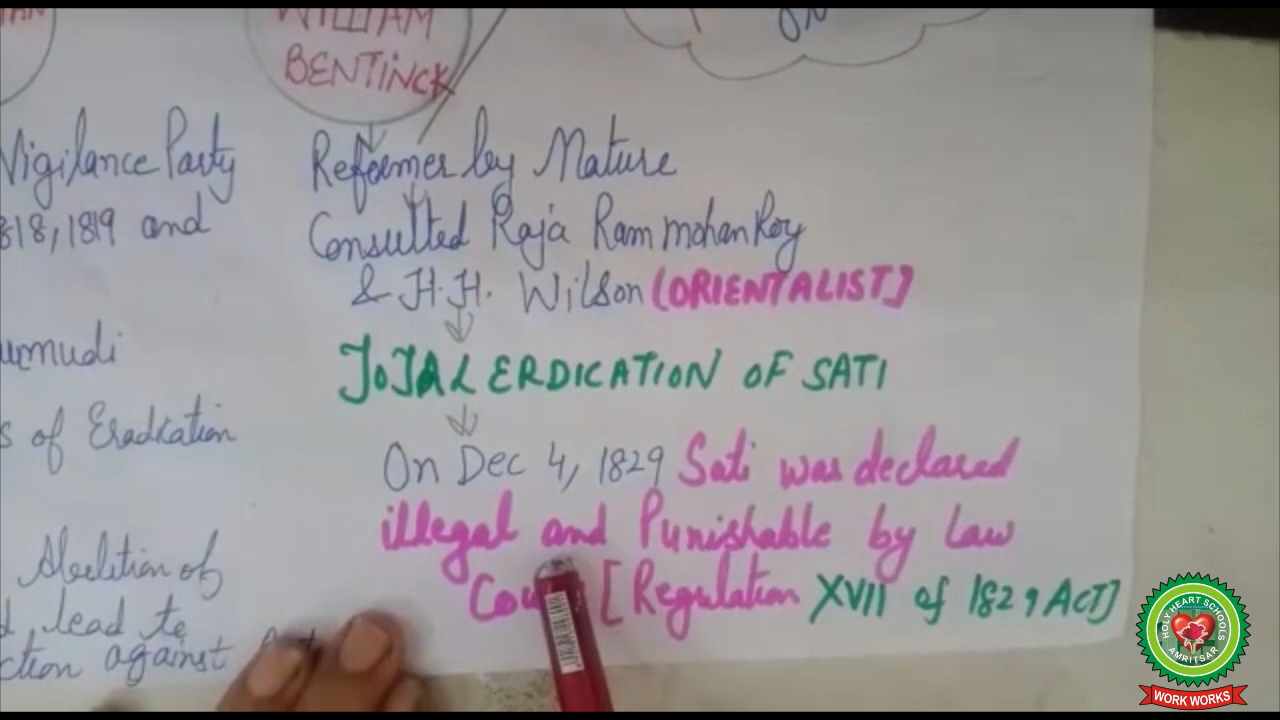 WILLIAM
ON
BENTINCK
Vigilance Party
818, 1819 and
umudi
s of Eradication
Abolition of
d lead to
ction against
Reformer by Nature
Consulted Raja Rammohan Roy
& H.H. Wilson (ORIENTALIST)
TOTAL ERDICATION OF SATI
On Dec 4, 1829 Sati was declared
illegal and Punishable by Law
Cou [Regulation XVII of 1829 ACT]
HOLY HEART SCHOOLS
AMRITSAR
WORK WORKS